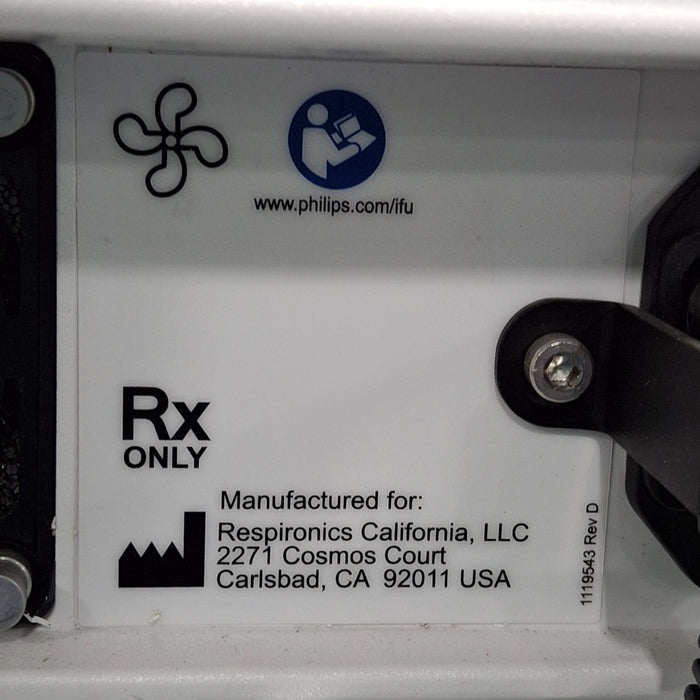 www.philips.com/ifu
Rx
ONLY
Manufactured for:
Respironics California, LLC
2271 Cosmos Court
Carlsbad, CA 92011 USA
1119543 Rev D